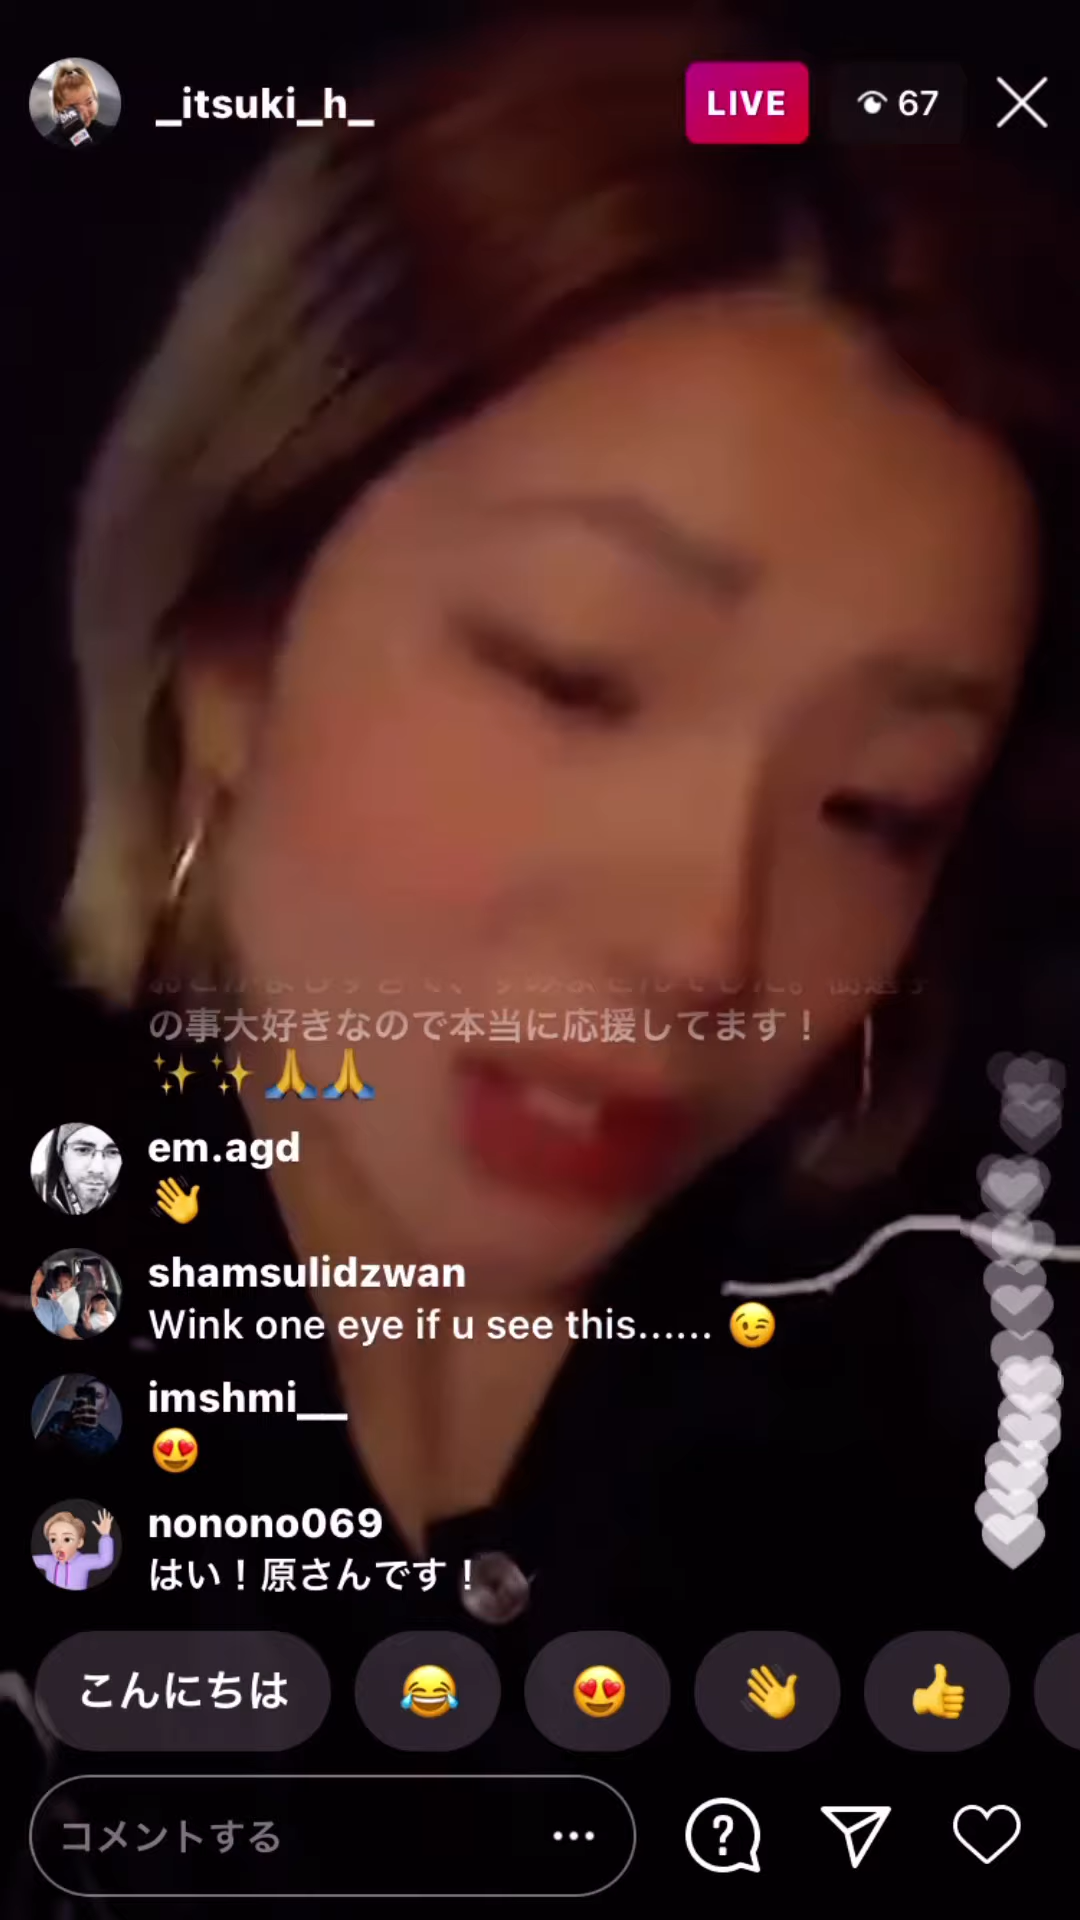 _itsuki_h_
LIVE
67
の事大好きなので本当に応援してます！
✨✨🙏🙏
em.agd
👋
shamsulidzwan
Wink one eye if u see this...... 😉
imshmi__
😍
nonono069
はい！原さんです！
こんにちは 😂 😍 👋 👍
コメントする